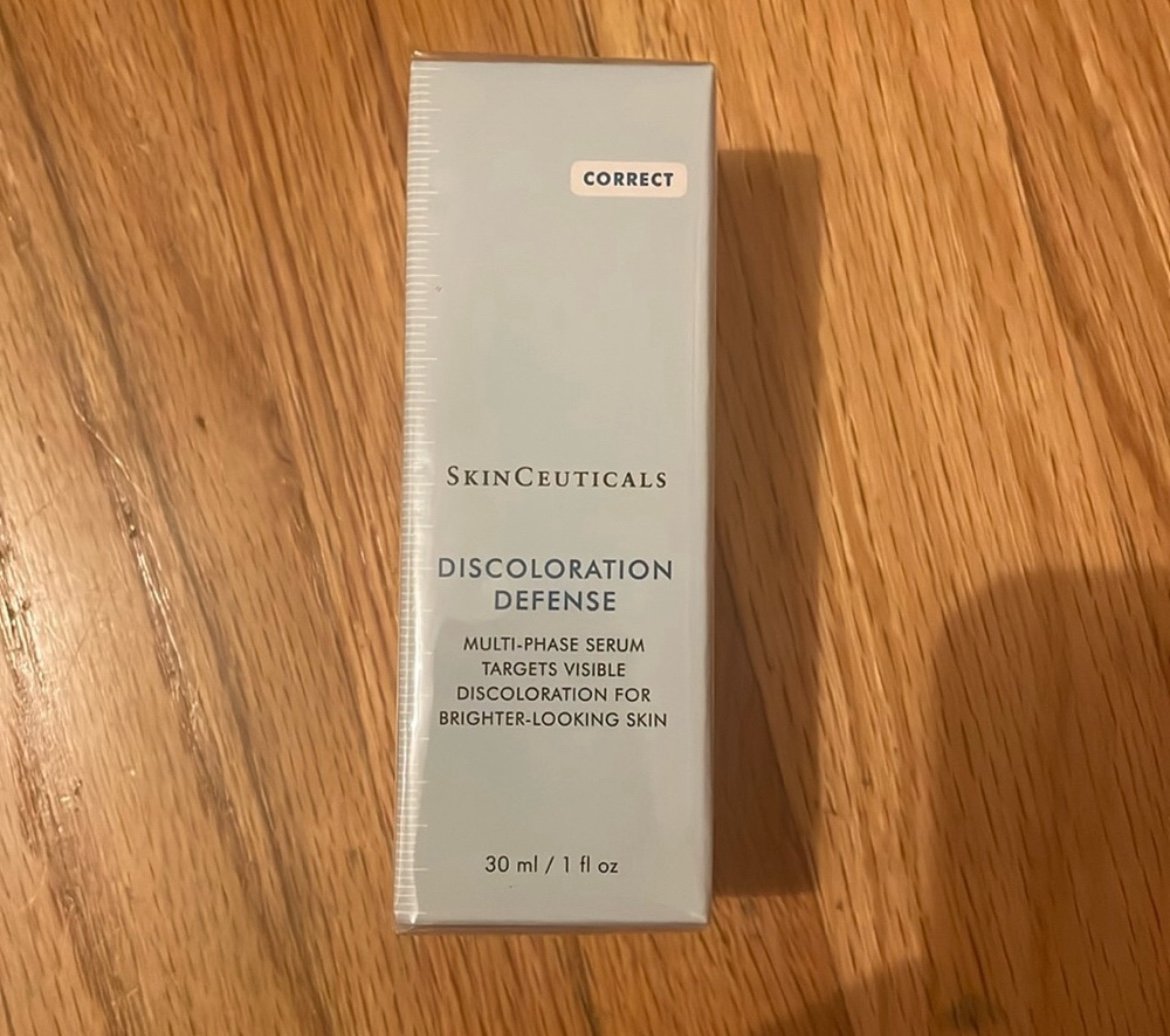 CORRECT
SKINCEUTICALS
DISCOLORATION
DEFENSE
MULTI-PHASE SERUM
TARGETS VISIBLE
DISCOLORATION FOR
BRIGHTER-LOOKING SKIN
30 ml / 1 fl oz